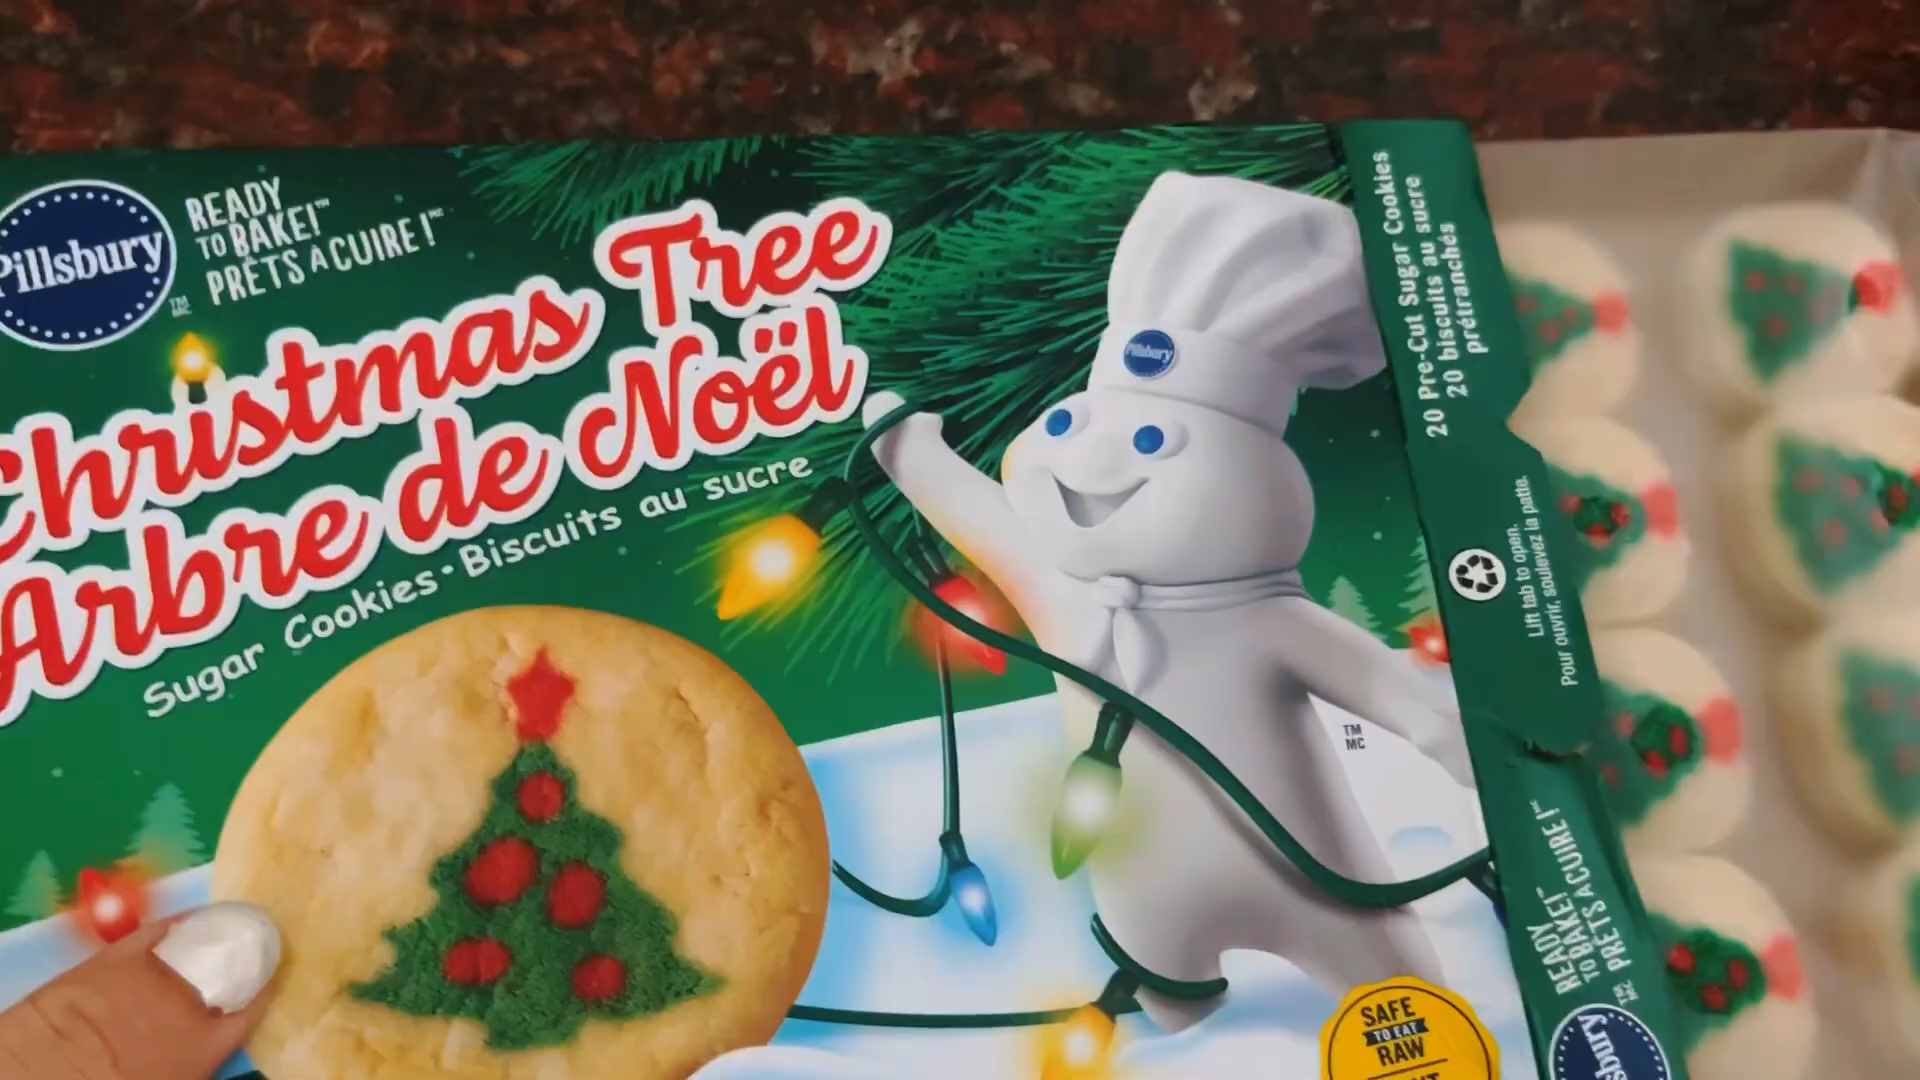 Pillsbury
TM
READY
TO BAKE!™
PRÊTS À CUIRE!MC
Christmas Tree
Arbre de Noël
Sugar Cookies • Biscuits au sucre
Pillsbury
TM
MC
SAFE
TO EAT
RAW
20 Pre-Cut Sugar Cookies
20 biscuits au sucre
prétranchés
Lift tab to open.
Pour ouvrir, soulevez la patte.
READY
TO BAKE!™
PRÊTS À CUIRE!MC